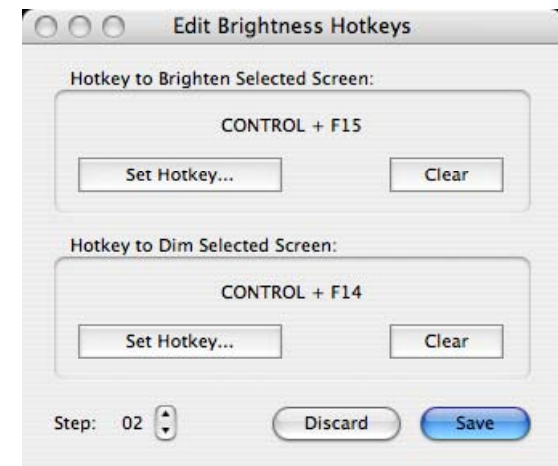 Edit Brightness Hotkeys
Hotkey to Brighten Selected Screen:
CONTROL + F15
Set Hotkey... Clear
Hotkey to Dim Selected Screen:
CONTROL + F14
Set Hotkey... Clear
Step: 02 Discard Save